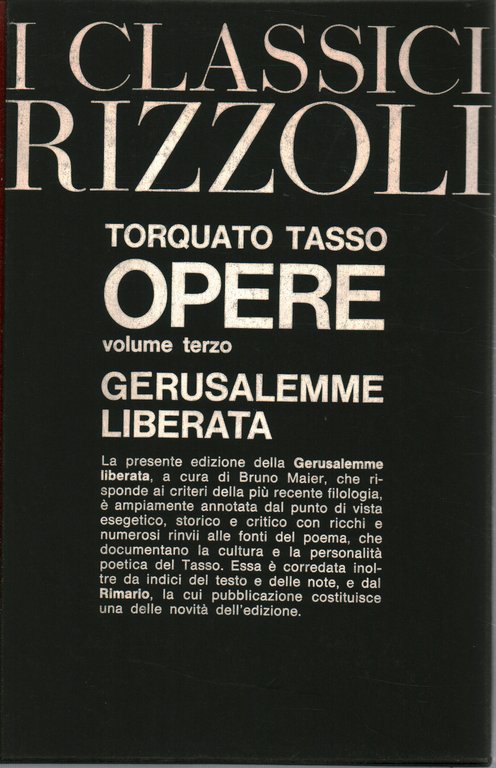 I CLASSICI
RIZZOLI
TORQUATO TASSO
OPERE
volume terzo
GERUSALEMME
LIBERATA
La presente edizione della Gerusalemme
liberata, a cura di Bruno Maier, che ri-
sponde ai criteri della più recente filologia,
è ampiamente annotata dal punto di vista
esegetico, storico e critico con ricchi e
numerosi rinvii alle fonti del poema, che
documentano la cultura e la personalità
poetica del Tasso. Essa è corredata inol-
tre da indici del testo e delle note, e dal
Rimario, la cui pubblicazione costituisce
una delle novità dell'edizione.